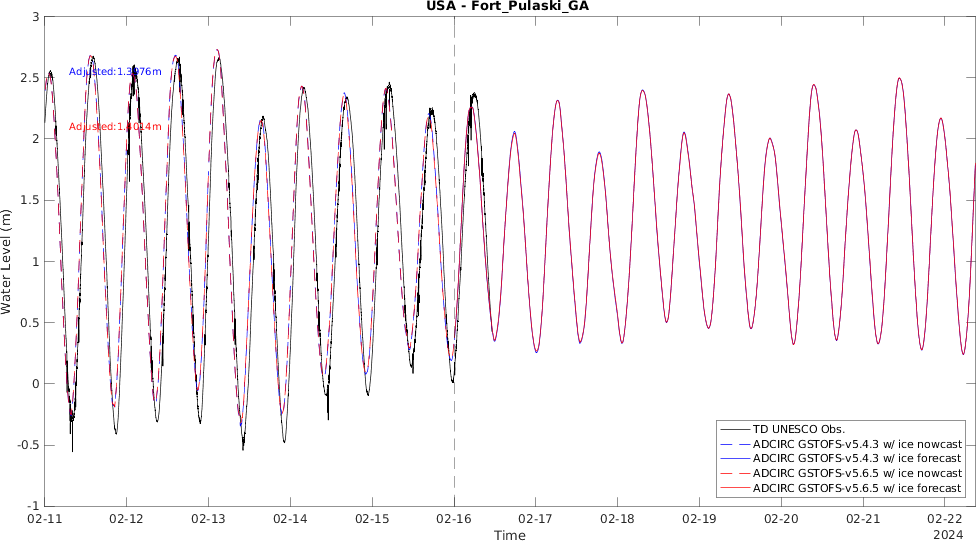 USA - Fort_Pulaski_GA
3
2.5
2
1.5
1
0.5
0
-0.5
-1
Water Level (m)
Adjusted:1.3976m
Adjusted:1.4014m
TD UNESCO Obs.
ADCIRC GSTOFS-v5.4.3 w/ ice nowcast
ADCIRC GSTOFS-v5.4.3 w/ ice forecast
ADCIRC GSTOFS-v5.6.5 w/ ice nowcast
ADCIRC GSTOFS-v5.6.5 w/ ice forecast
02-11 02-12 02-13 02-14 02-15 02-16 02-17 02-18 02-19 02-20 02-21 02-22
Time
2024